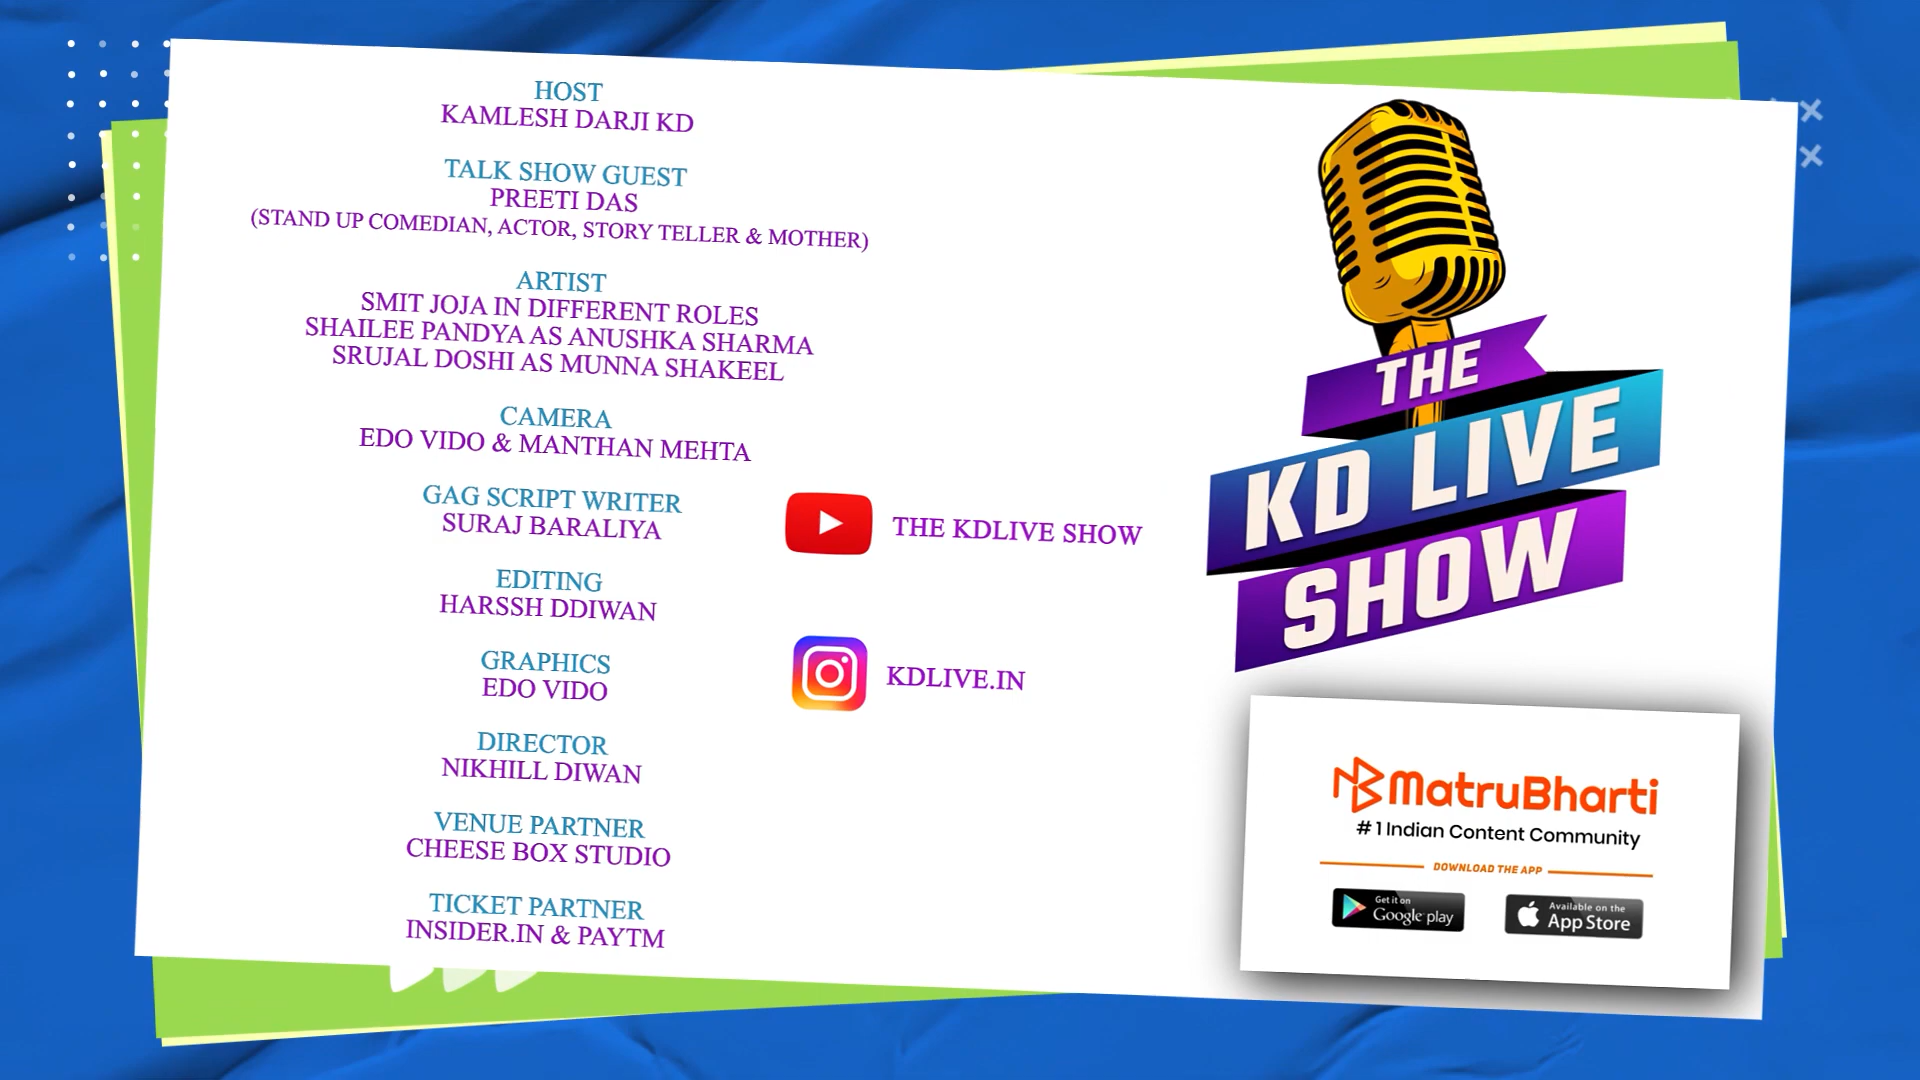 HOST
KAMLESH DARJI KD
TALK SHOW GUEST
PREETI DAS
(STAND UP COMEDIAN, ACTOR, STORY TELLER & MOTHER)
ARTIST
SMIT JOJA IN DIFFERENT ROLES
SHAILEE PANDYA AS ANUSHKA SHARMA
SRUJAL DOSHI AS MUNNA SHAKEEL
CAMERA
EDO VIDO & MANTHAN MEHTA
GAG SCRIPT WRITER
SURAJ BARALIYA
EDITING
HARSSH DDIWAN
GRAPHICS
EDO VIDO
DIRECTOR
NIKHILL DIWAN
VENUE PARTNER
CHEESE BOX STUDIO
TICKET PARTNER
INSIDER.IN & PAYTM
THE KDLIVE SHOW
KDLIVE.IN
THE
KD LIVE
SHOW
MatruBharti
#1 Indian Content Community
DOWNLOAD THE APP
Get it on
Google play
Available on the
App Store